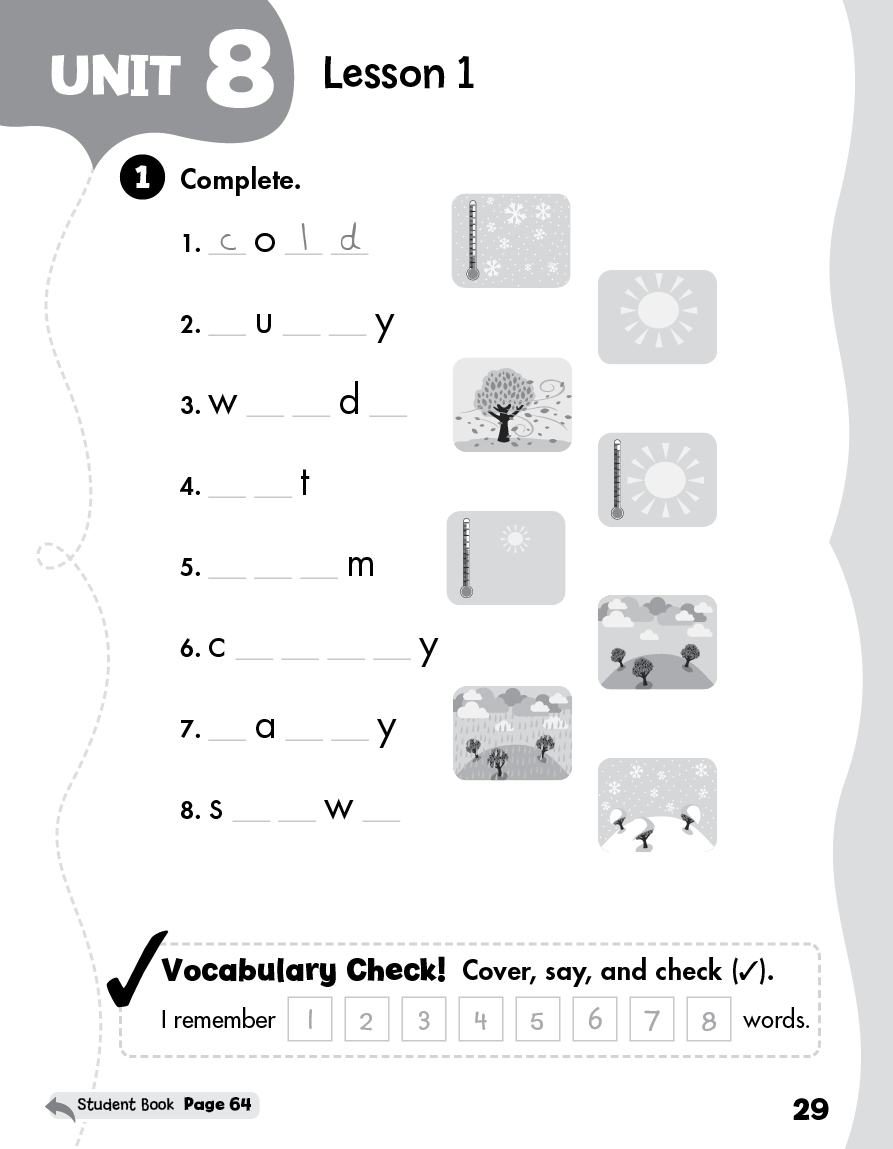 UNIT 8 Lesson 1
1 Complete.
1. c o l d
2. __ u __ __ y
3. w __ __ d __
4. __ __ t
5. __ __ __ m
6. c __ __ __ __ y
7. __ a __ __ y
8. s __ __ w __
Vocabulary Check! Cover, say, and check (✓).
I remember 1 2 3 4 5 6 7 8 words.
Student Book Page 64
29